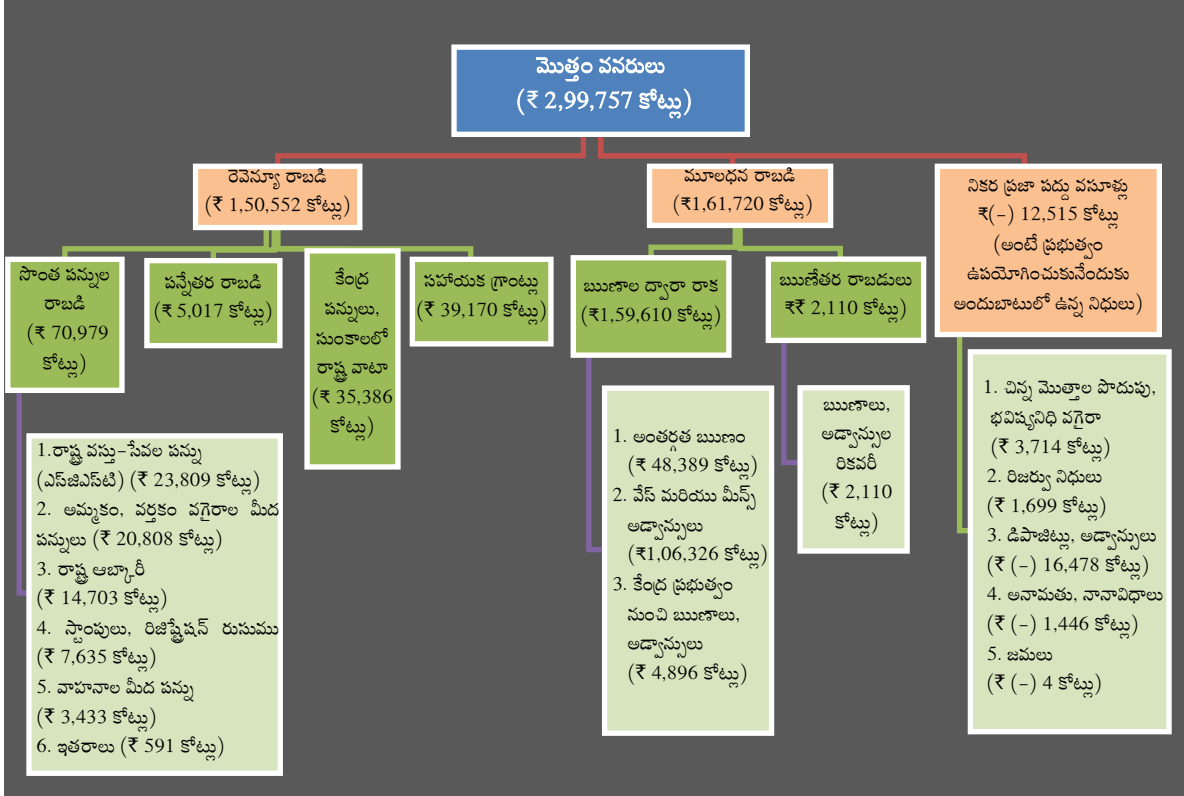 మొత్తం వనరులు
(₹ 2,99,757 కోట్లు)
రెవెన్యూ రాబడి
(₹ 1,50,552 కోట్లు)
మూలధన రాబడి
(₹1,61,720 కోట్లు)
నికర ప్రజా పద్దు వసూళ్లు
₹(−) 12,515 కోట్లు
(అంటే ప్రభుత్వం
ఉపయోగించుకునేందుకు
అందుబాటులో ఉన్న నిధులు)
సొంత పన్నుల
రాబడి
(₹ 70,979
కోట్లు)
పన్నేతర రాబడి
(₹ 5,017 కోట్లు)
కేంద్ర
పన్నులు,
సుంకాలలో
రాష్ట్ర వాటా
(₹ 35,386
కోట్లు)
సహాయక గ్రాంట్లు
(₹ 39,170 కోట్లు)
ఋణాల ద్వారా రాక
(₹1,59,610 కోట్లు)
ఋణేతర రాబడులు
₹₹ 2,110 కోట్లు)
1.రాష్ట్ర వస్తు−సేవల పన్ను
(ఎస్‌జిఎస్‌టి) (₹ 23,809 కోట్లు)
2. అమ్మకం, వర్తకం వగైరాల మీద
పన్నులు (₹ 20,808 కోట్లు)
3. రాష్ట్ర ఆబ్కారీ
(₹ 14,703 కోట్లు)
4. స్టాంపులు, రిజిష్ట్రేషన్ రుసుము
(₹ 7,635 కోట్లు)
5. వాహనాల మీద పన్ను
(₹ 3,433 కోట్లు)
6. ఇతరాలు (₹ 591 కోట్లు)
1. అంతర్గత ఋణం
(₹ 48,389 కోట్లు)
2. వేస్ మరియు మీన్స్
అడ్వాన్సులు
(₹1,06,326 కోట్లు)
3. కేంద్ర ప్రభుత్వం
నుంచి ఋణాలు,
అడ్వాన్సులు
(₹ 4,896 కోట్లు)
ఋణాలు,
అడ్వాన్సుల
రికవరీ
(₹ 2,110
కోట్లు)
1. చిన్న మొత్తాల పొదుపు,
భవిష్యనిధి వగైరా
(₹ 3,714 కోట్లు)
2. రిజర్వు నిధులు
(₹ 1,699 కోట్లు)
3. డిపాజిట్లు, అడ్వాన్సులు
(₹ (−) 16,478 కోట్లు)
4. అనామతు, నానావిధాలు
(₹ (−) 1,446 కోట్లు)
5. జమలు
(₹ (−) 4 కోట్లు)